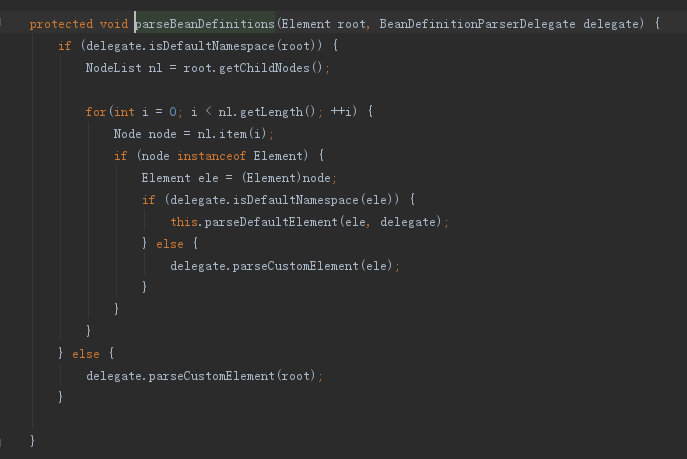 protected void parseBeanDefinitions(Element root, BeanDefinitionParserDelegate delegate) {
    if (delegate.isDefaultNamespace(root)) {
        NodeList nl = root.getChildNodes();

        for(int i = 0; i < nl.getLength(); ++i) {
            Node node = nl.item(i);
            if (node instanceof Element) {
                Element ele = (Element)node;
                if (delegate.isDefaultNamespace(ele)) {
                    this.parseDefaultElement(ele, delegate);
                } else {
                    delegate.parseCustomElement(ele);
                }
            }
        }
    } else {
        delegate.parseCustomElement(root);
    }

}